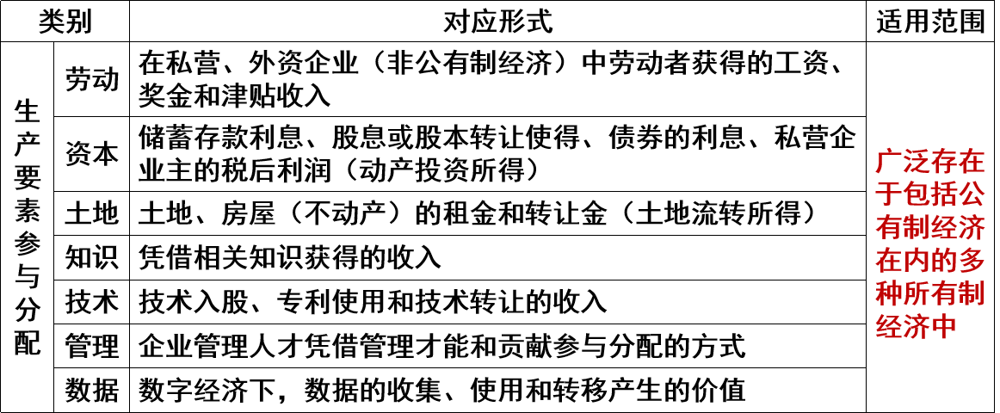 类别
对应形式
适用范围
生产要素参与分配
劳动
在私营、外资企业（非公有制经济）中劳动者获得的工资、
奖金和津贴收入
资本
储蓄存款利息、股息或股本转让使得、债券的利息、私营企
业主的税后利润（动产投资所得）
土地
土地、房屋（不动产）的租金和转让金（土地流转所得）
知识
凭借相关知识获得的收入
技术
技术入股、专利使用和技术转让的收入
管理
企业管理人才凭借管理才能和贡献参与分配的方式
数据
数字经济下，数据的收集、使用和转移产生的价值
广泛存在
于包括公
有制经济
在内的多
种所有制
经济中